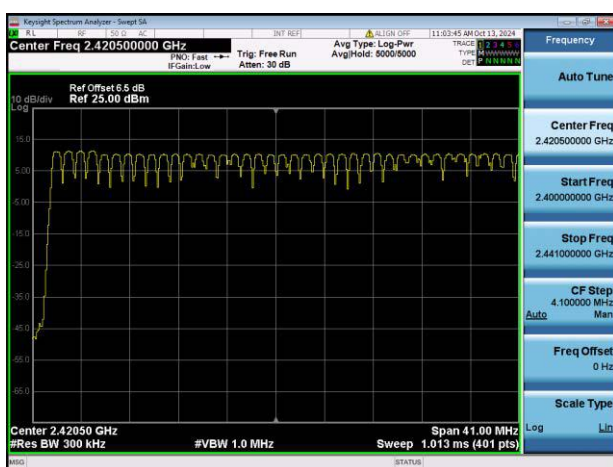 Keysight Spectrum Analyzer - Swept SA
RL RF 50 Ω AC INT REF ALIGN OFF 11:03:45 AM Oct 13, 2024
Center Freq 2.420500000 GHz
PNO: Fast
IFGain:Low
Trig: Free Run
Atten: 30 dB
Avg Type: Log-Pwr
Avg|Hold: 5000/5000
TRACE 1 2 3 4 5 6
TYPE M W W W W W
DET P N N N N N
Ref Offset 6.5 dB
10 dB/div Ref 25.00 dBm
Log
15.0
5.00
-5.00
-15.0
-25.0
-35.0
-45.0
-55.0
-65.0
Center 2.42050 GHz Span 41.00 MHz
#Res BW 300 kHz #VBW 1.0 MHz Sweep 1.013 ms (401 pts)
MSG STATUS
Frequency
Auto Tune
Center Freq
2.420500000 GHz
Start Freq
2.400000000 GHz
Stop Freq
2.441000000 GHz
CF Step
4.100000 MHz
Auto Man
Freq Offset
0 Hz
Scale Type
Log Lin